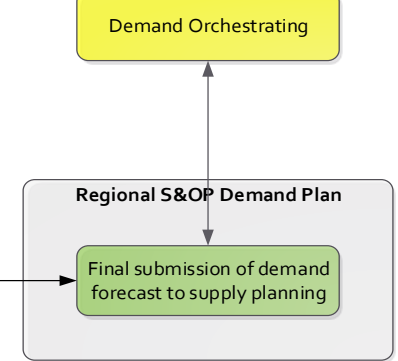 Demand Orchestrating
Regional S&OP Demand Plan
Final submission of demand
forecast to supply planning